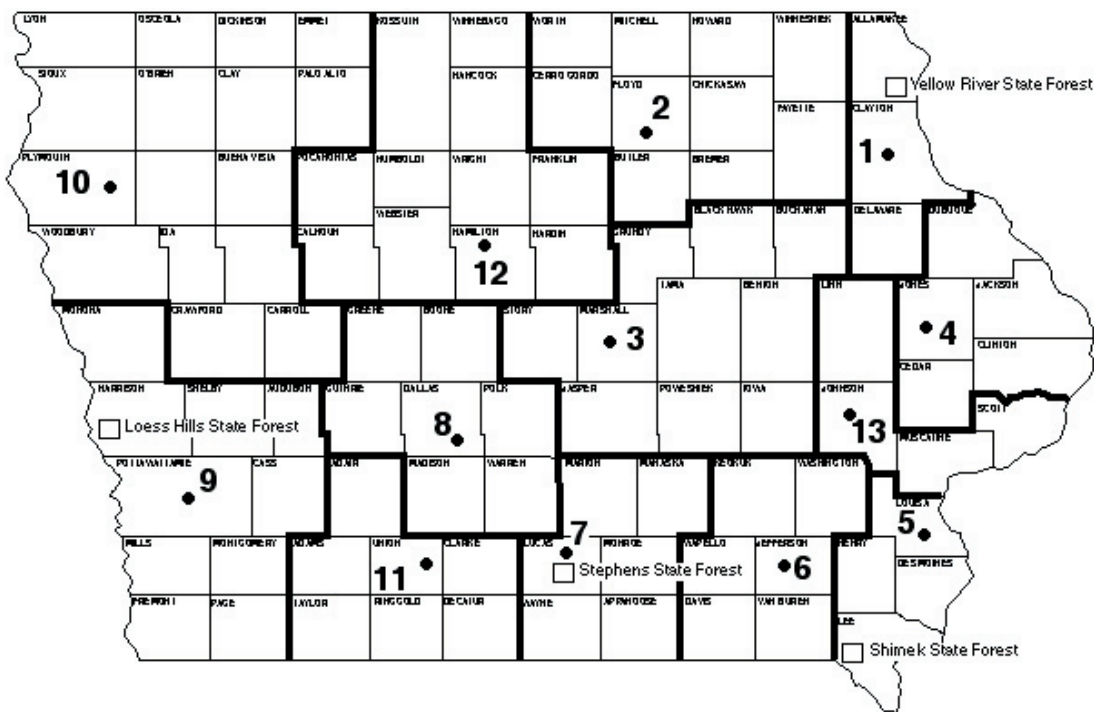 LYON OSCEOLA DICKINSON EMMET KOSSUTH WINNEBAGO WORTH MITCHELL HOWARD WINNESHIEK ALLAMAKEE
SIOUX O'BRIEN CLAY PALO ALTO HANCOCK CERRO GORDO FLOYD CHICKASAW
Yellow River State Forest
2
FAYETTE CLAYTON
1
PLYMOUTH BUENA VISTA POCAHONTAS HUMBOLDT WRIGHT FRANKLIN BUTLER BREMER
10
WEBSTER BLACK HAWK BUCHANAN DELAWARE DUBUQUE
WOODBURY IDA CALHOUN HAMILTON HARDIN GRUNDY
12
TAMA BENTON LINN JONES JACKSON
MONONA CRAWFORD CARROLL GREENE BOONE STORY MARSHALL
3
4
CLINTON
CEDAR
HARRISON SHELBY AUDUBON GUTHRIE DALLAS POLK JASPER POWESHIEK IOWA JOHNSON
SCOTT
Loess Hills State Forest
8
13
MUSCATINE
POTTAWATTAMIE CASS ADAIR MADISON WARREN MARION MAHASKA KEOKUK WASHINGTON
9
LOUISA
5
7
MILLS MONTGOMERY ADAMS UNION CLARKE LUCAS MONROE WAPELLO JEFFERSON HENRY
DESMOINES
11
Stephens State Forest
6
FREMONT PAGE TAYLOR RINGGOLD DECATUR WAYNE APPANOOSE DAVIS VAN BUREN
LEE
Shimek State Forest